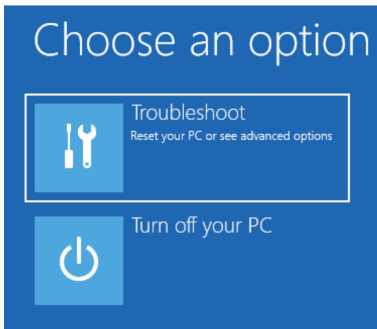 Choose an option
Troubleshoot
Reset your PC or see advanced options
Turn off your PC